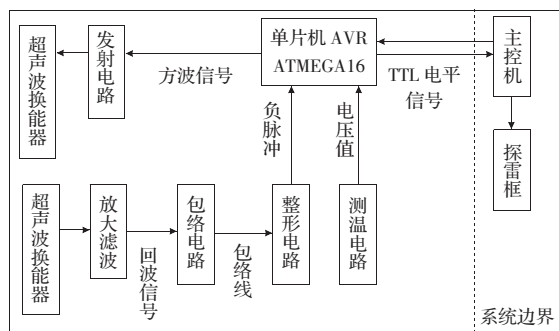 超声波换能器
发射电路
方波信号
单片机 AVR
ATMEGA16
TTL 电平
信号
主控机
探雷框
负脉冲
电压值
超声波换能器
放大滤波
回波信号
包络电路
包络线
整形电路
测温电路
系统边界